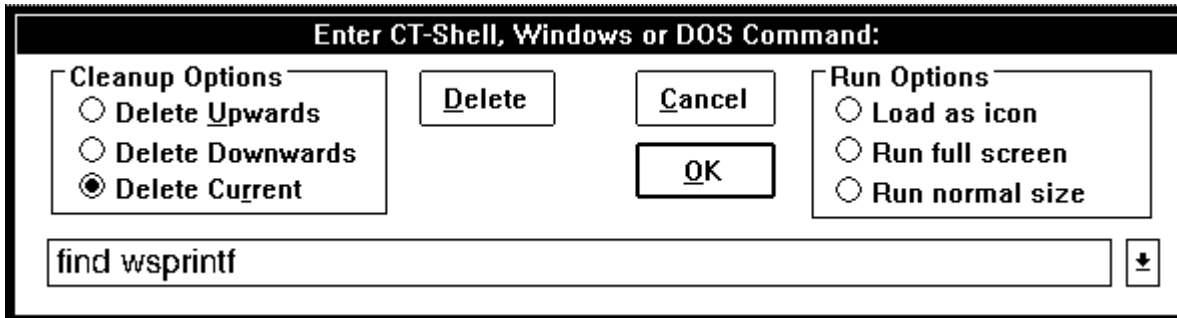 Enter CT-Shell, Windows or DOS Command:
Cleanup Options
Delete Upwards
Delete Downwards
Delete Current
Delete
Cancel
OK
Run Options
Load as icon
Run full screen
Run normal size
find wsprintf